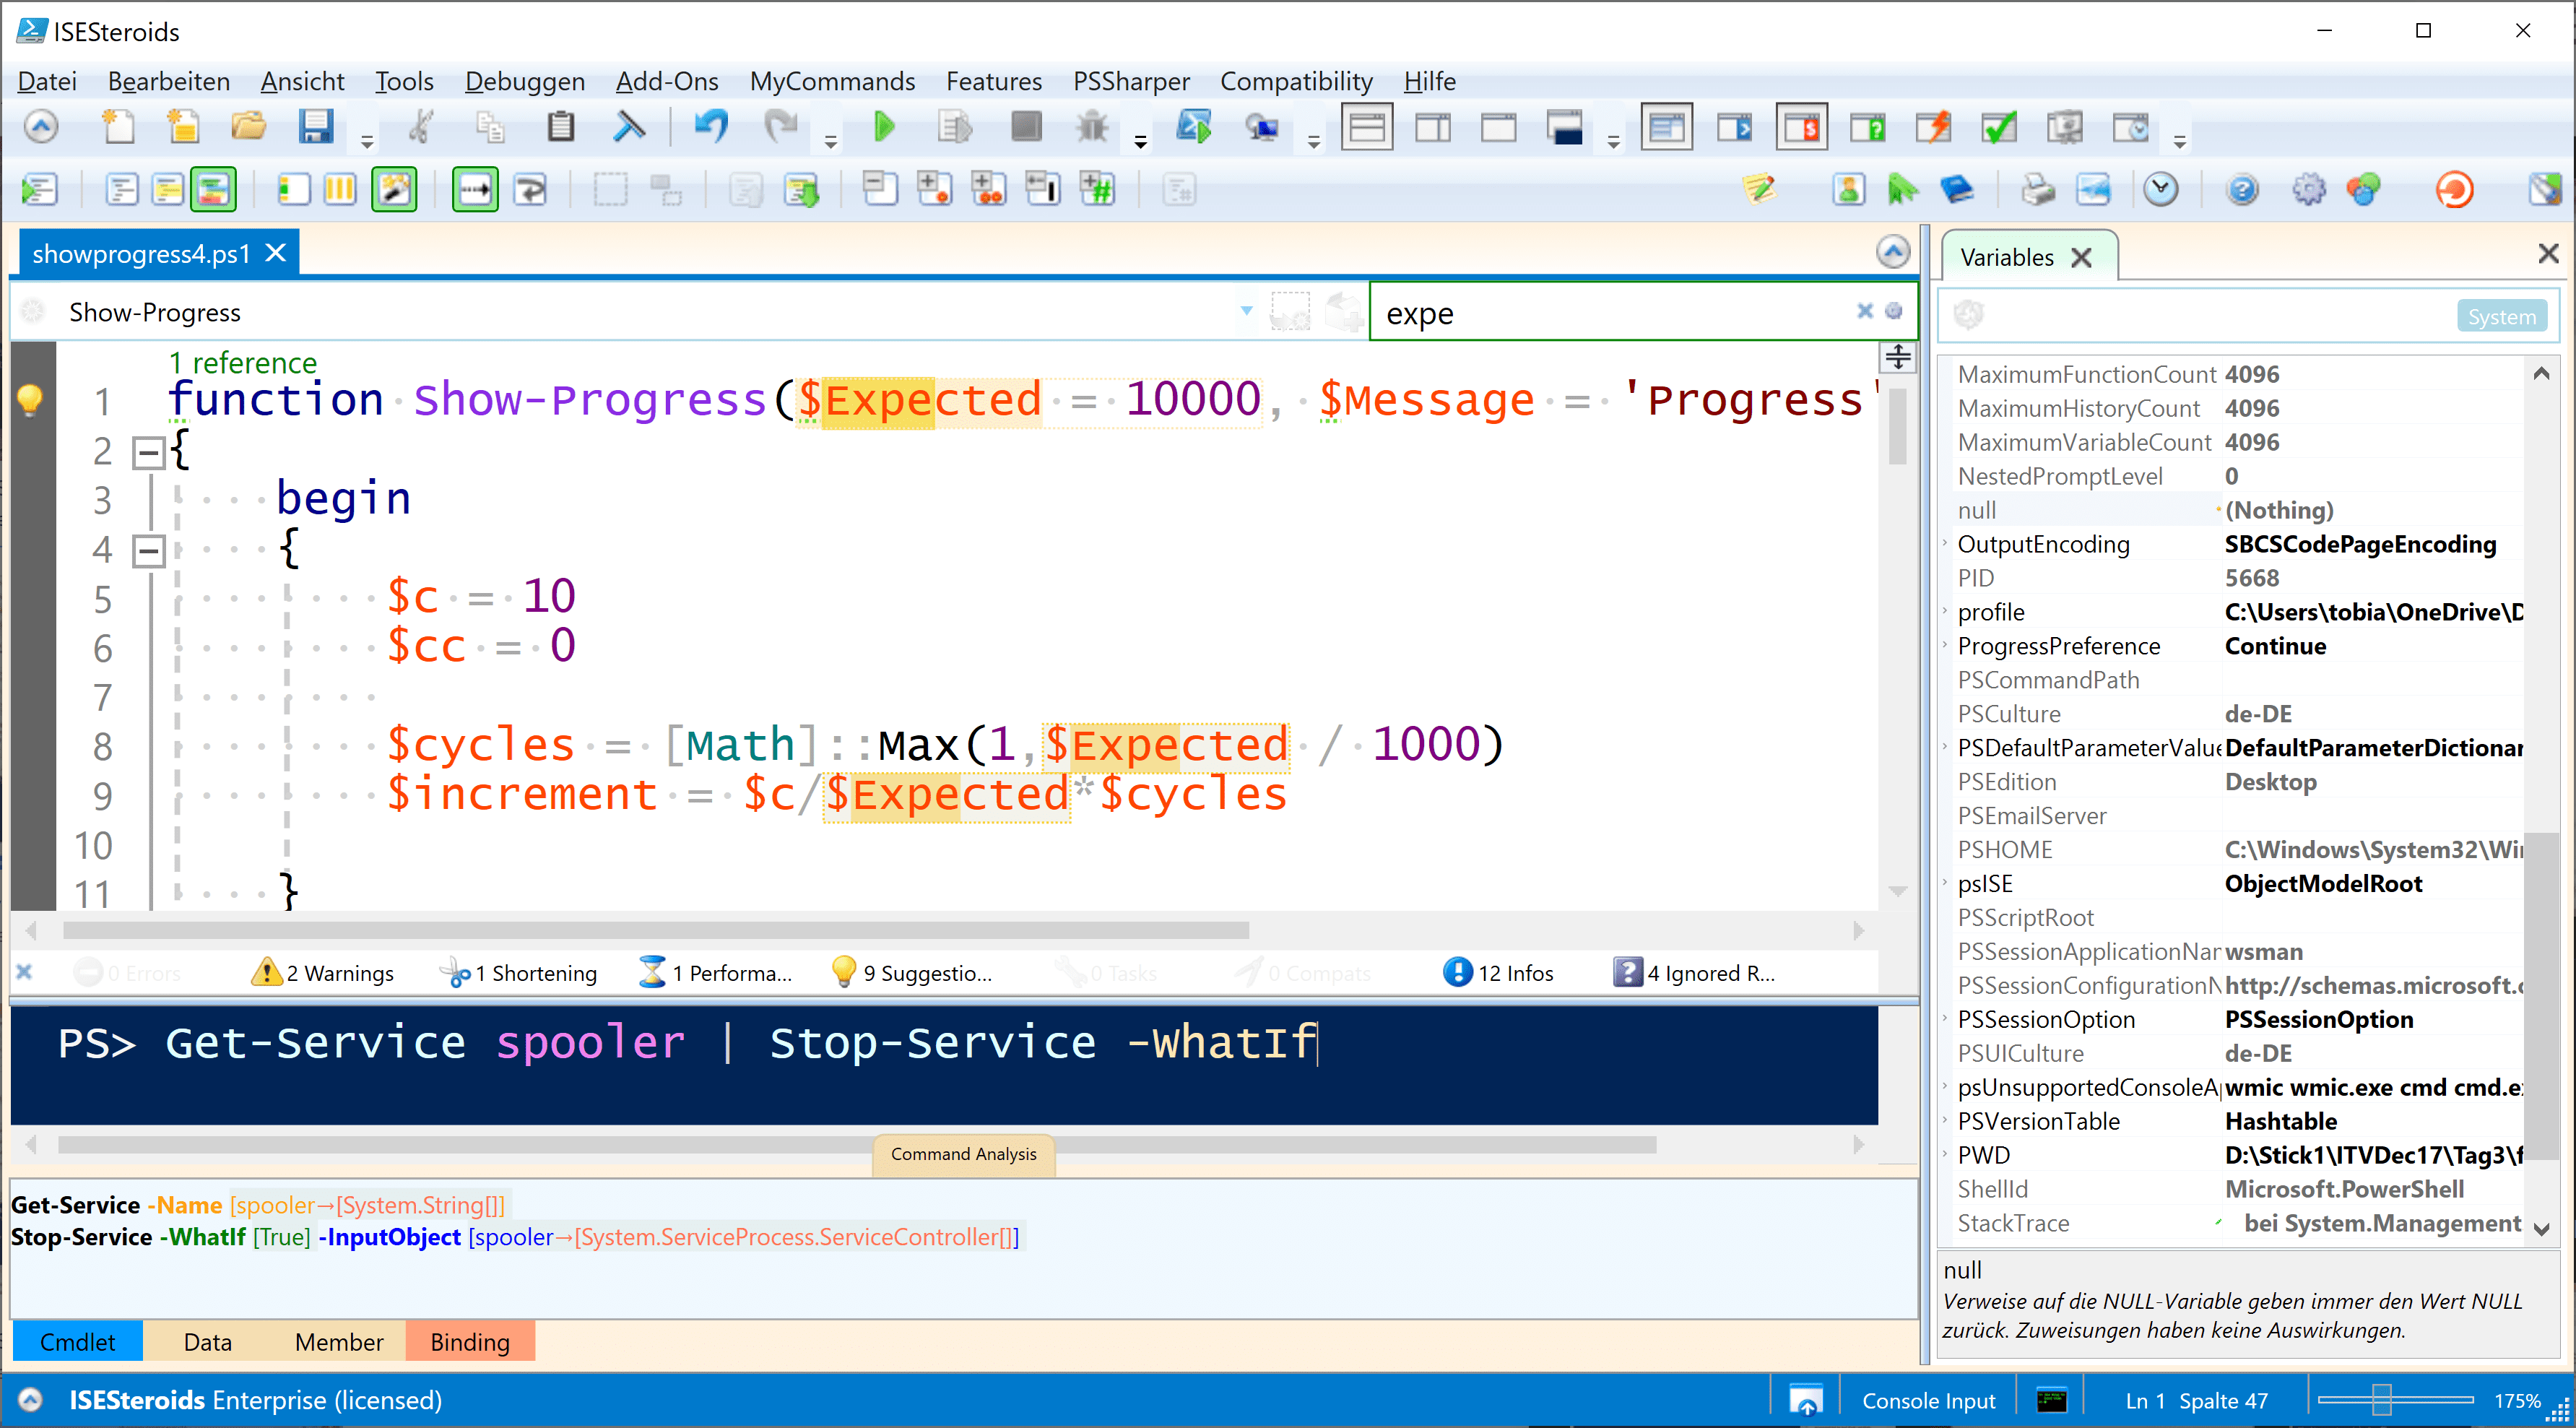 ISESteroids
Datei Bearbeiten Ansicht Tools Debuggen Add-Ons MyCommands Features PSSharper Compatibility Hilfe
showprogress4.ps1
Show-Progress
expe
1 reference
1 function Show-Progress($Expected = 10000, $Message = 'Progress'
2 {
3 begin
4 {
5 $c = 10
6 $cc = 0
7
8 $cycles = [Math]::Max(1,$Expected / 1000)
9 $increment = $c/$Expected*$cycles
10
11 }
0 Errors 2 Warnings 1 Shortening 1 Performa... 9 Suggestio... 0 Tasks 0 Compats 12 Infos 4 Ignored R...
PS> Get-Service spooler | Stop-Service -WhatIf
Command Analysis
Get-Service -Name [spooler→[System.String[]]
Stop-Service -WhatIf [True] -InputObject [spooler→[System.ServiceProcess.ServiceController[]]
Cmdlet Data Member Binding
Variables
System
MaximumFunctionCount 4096
MaximumHistoryCount 4096
MaximumVariableCount 4096
NestedPromptLevel 0
null (Nothing)
OutputEncoding SBCSCodePageEncoding
PID 5668
profile C:\Users\tobia\OneDrive\D
ProgressPreference Continue
PSCommandPath
PSCulture de-DE
PSDefaultParameterValue DefaultParameterDictionar
PSEdition Desktop
PSEmailServer
PSHOME C:\Windows\System32\Wi
psISE ObjectModelRoot
PSScriptRoot
PSSessionApplicationNar wsman
PSSessionConfigurationN http://schemas.microsoft.c
PSSessionOption PSSessionOption
PSUICulture de-DE
psUnsupportedConsoleA wmic wmic.exe cmd cmd.e
PSVersionTable Hashtable
PWD D:\Stick1\ITVDec17\Tag3\f
ShellId Microsoft.PowerShell
StackTrace bei System.Management
null
Verweise auf die NULL-Variable geben immer den Wert NULL
zurück. Zuweisungen haben keine Auswirkungen.
ISESteroids Enterprise (licensed)
Console Input
Ln 1 Spalte 47
175%